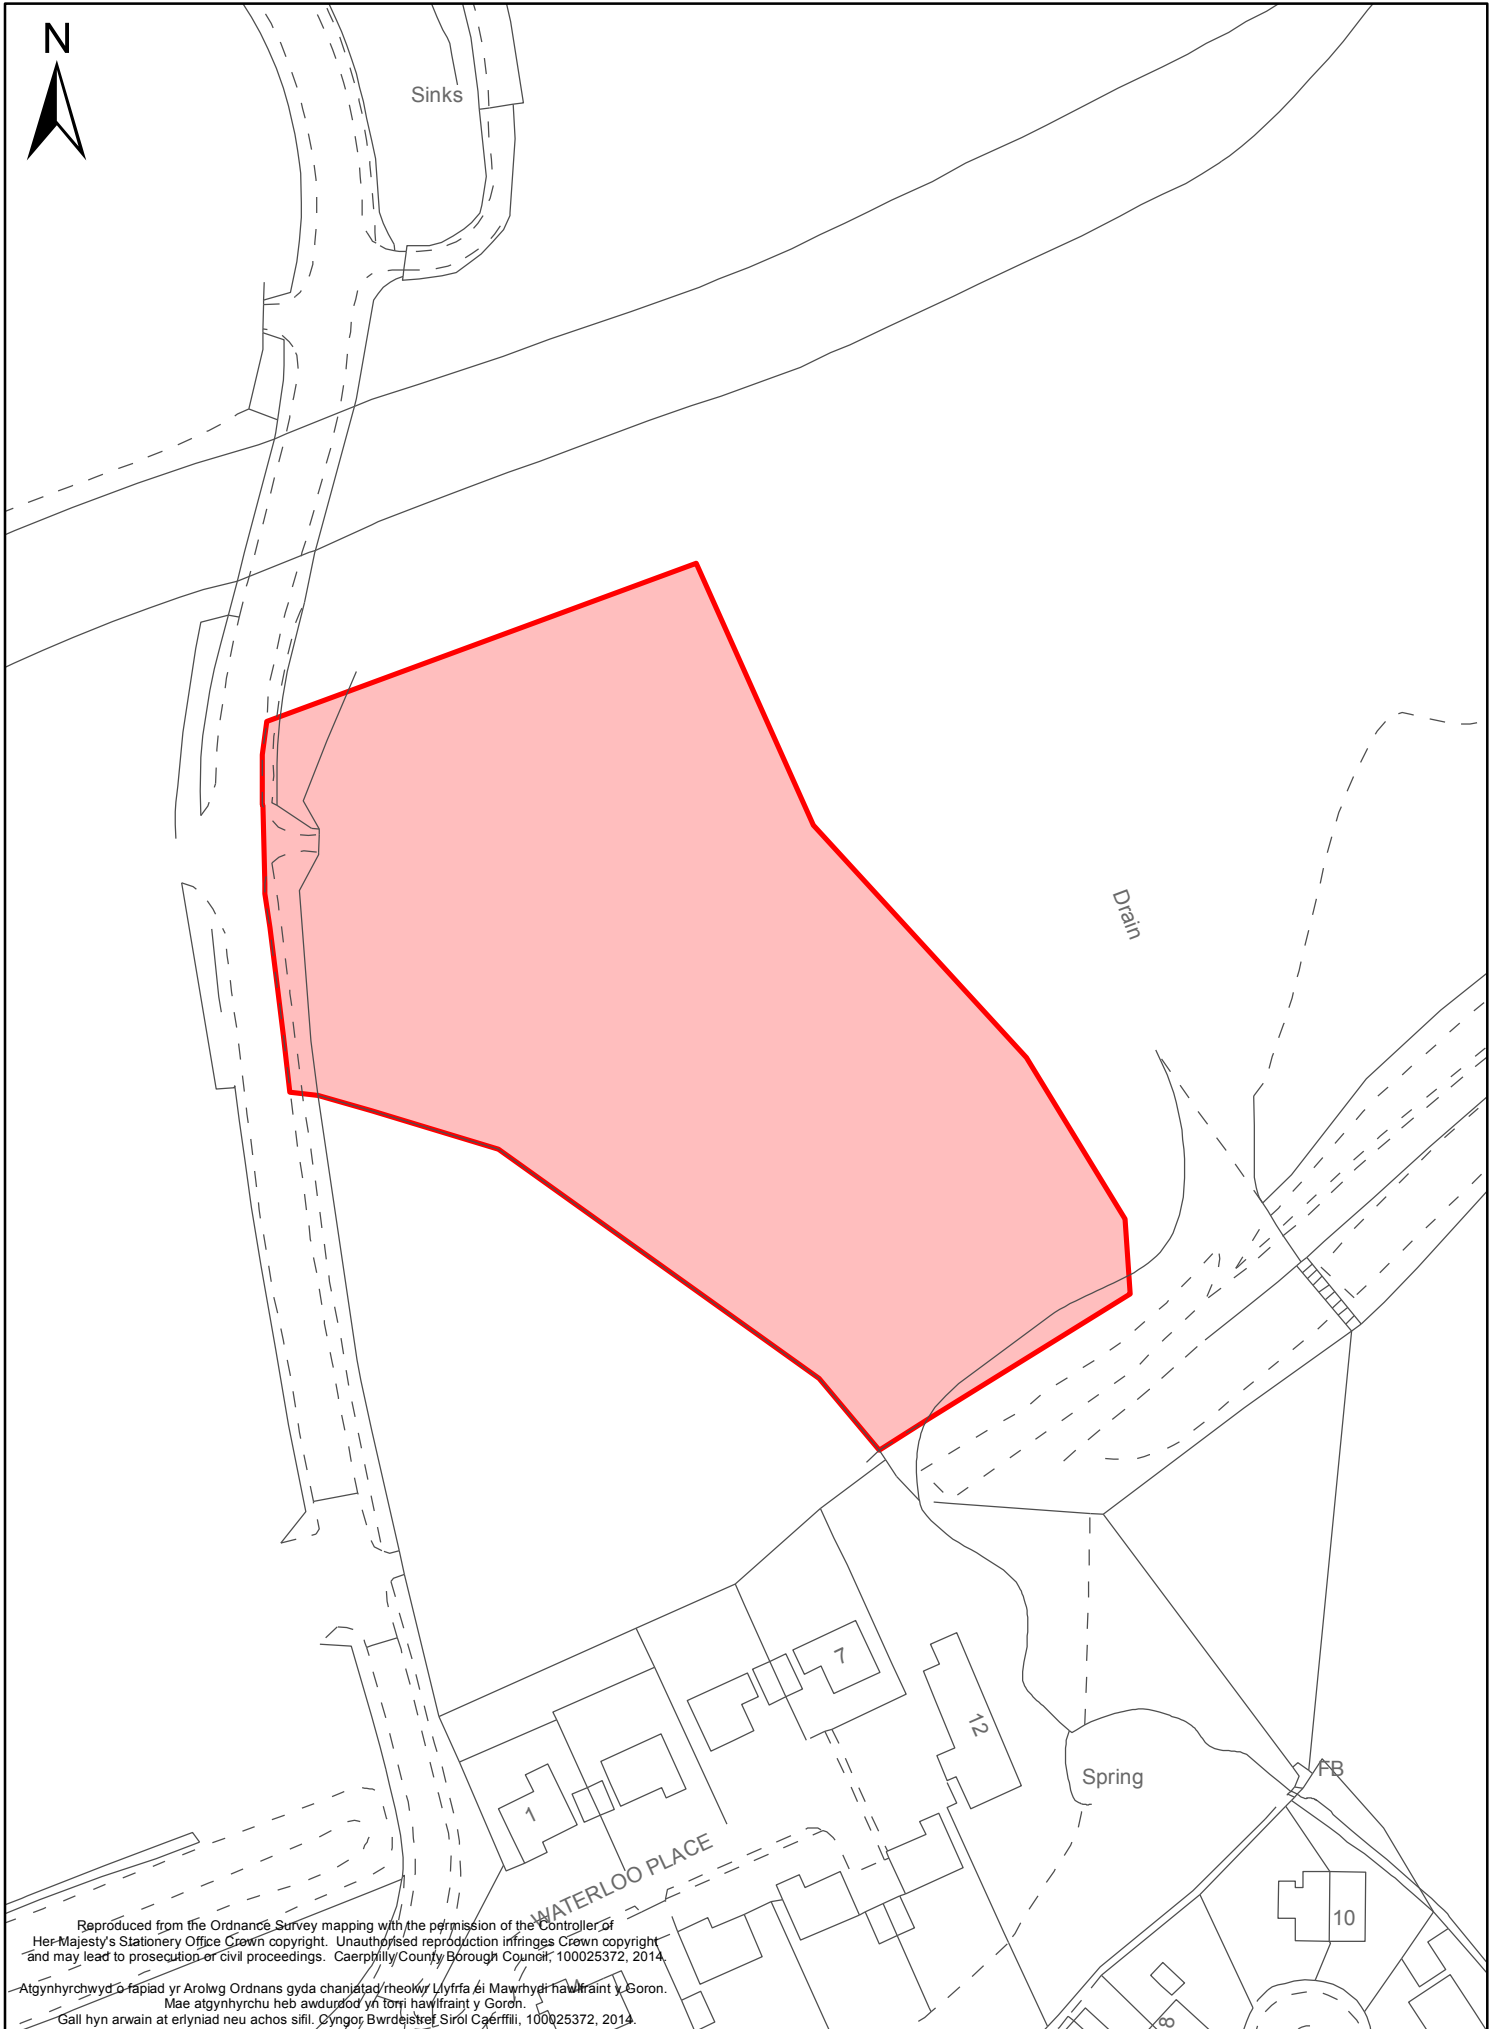 N
Sinks
Drain
7
12
1
Spring
FB
WATERLOO PLACE
10
8
Reproduced from the Ordnance Survey mapping with the permission of the Controller of
Her Majesty's Stationery Office Crown copyright. Unauthorised reproduction infringes Crown copyright
and may lead to prosecution or civil proceedings. Caerphilly County Borough Council, 100025372, 2014.
Atgynhyrchwyd o fapiad yr Arolwg Ordnans gyda chaniatad rheolwr Llyfrfa ei Mawrhydi hawlfraint y Goron.
Mae atgynhyrchu heb awdurdod yn torri hawlfraint y Goron.
Gall hyn arwain at erlyniad neu achos sifil. Cyngor Bwrdeistref Sirol Caerffili, 100025372, 2014.